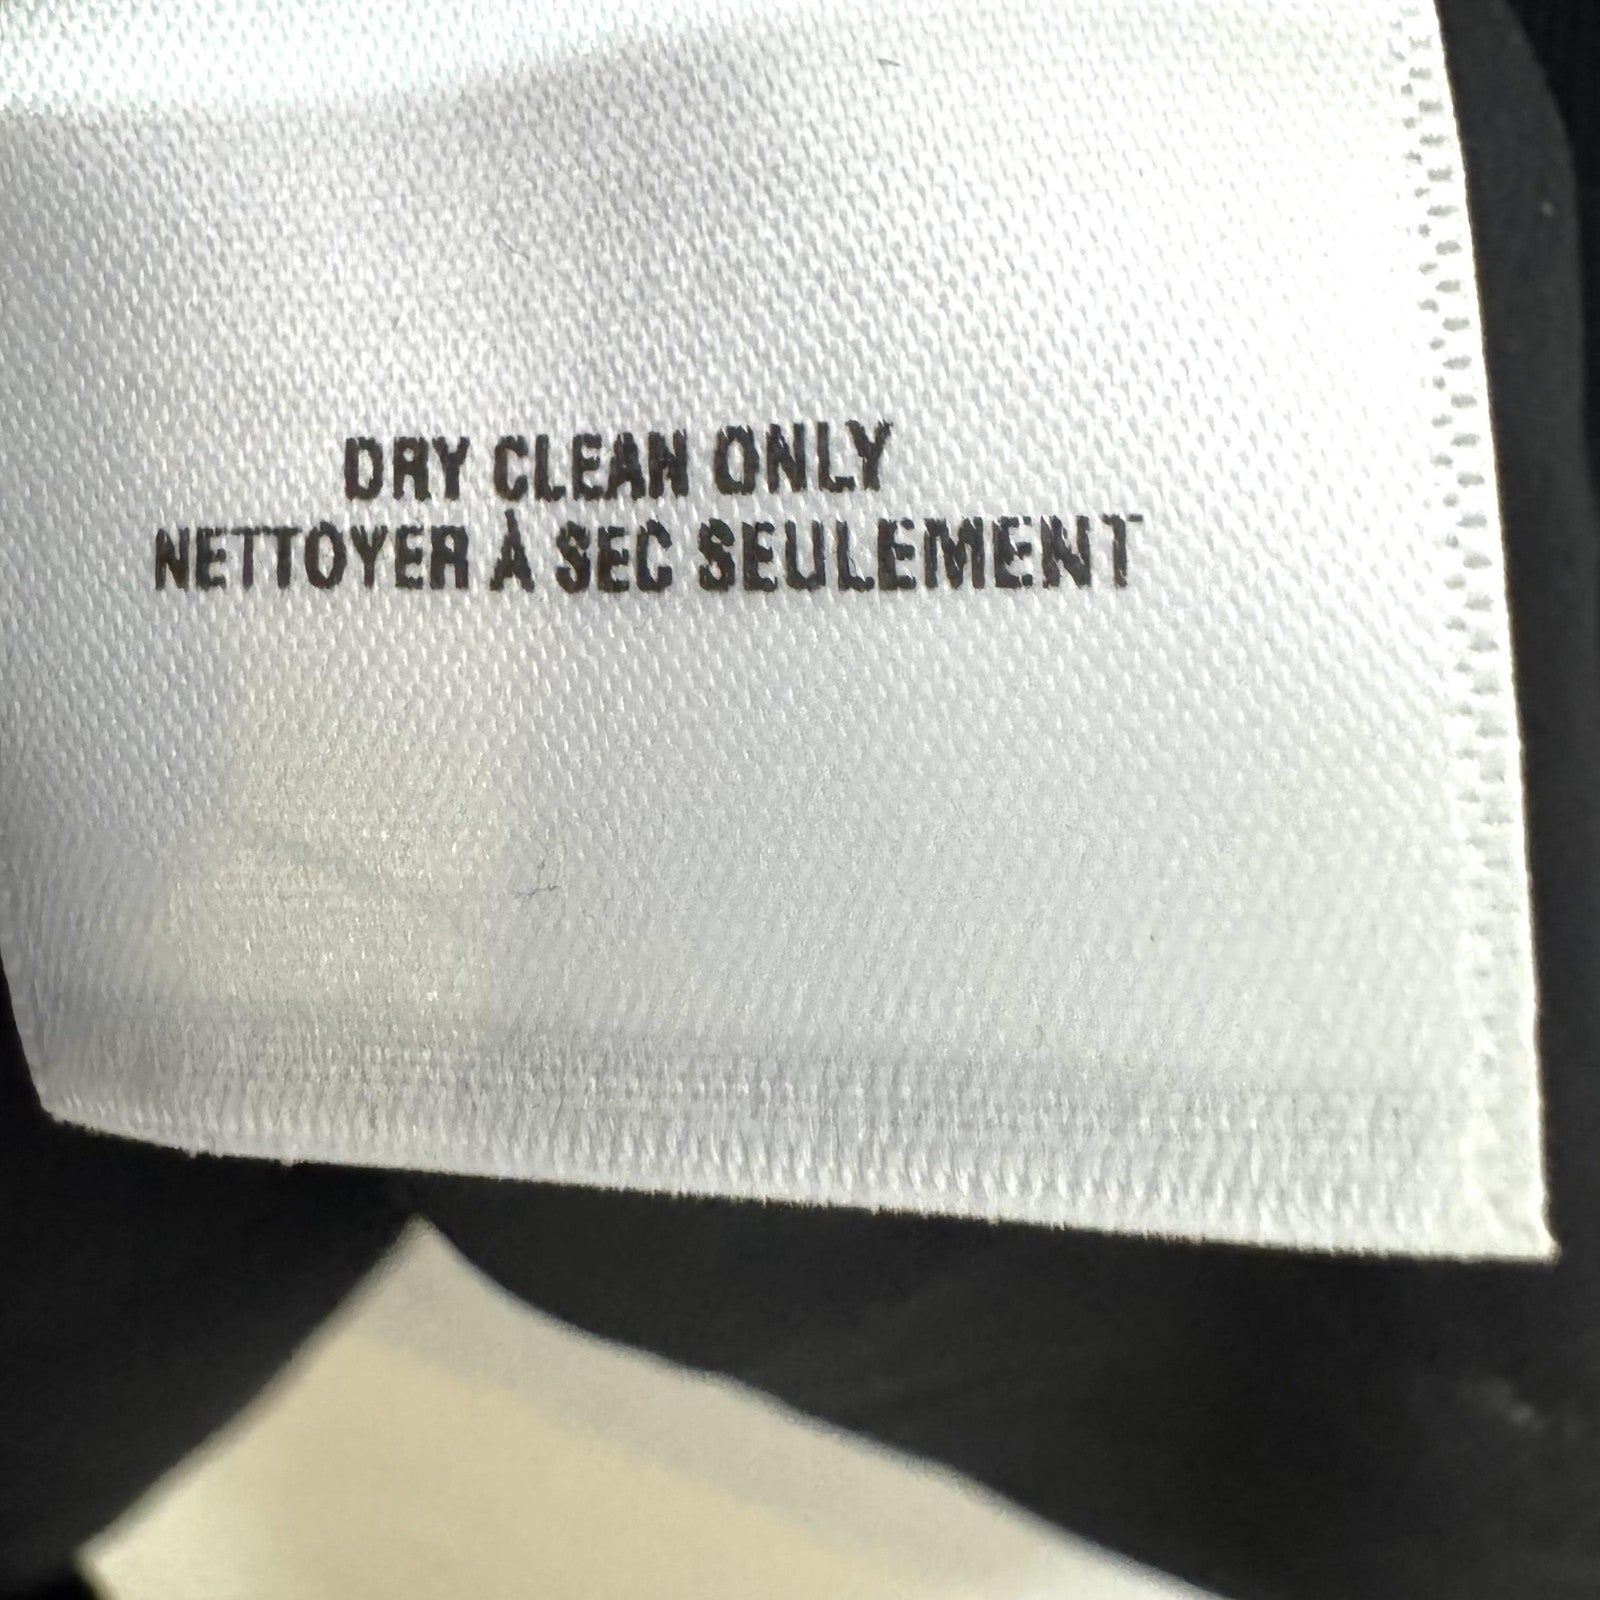 DRY CLEAN ONLY
NETTOYER À SEC SEULEMENT